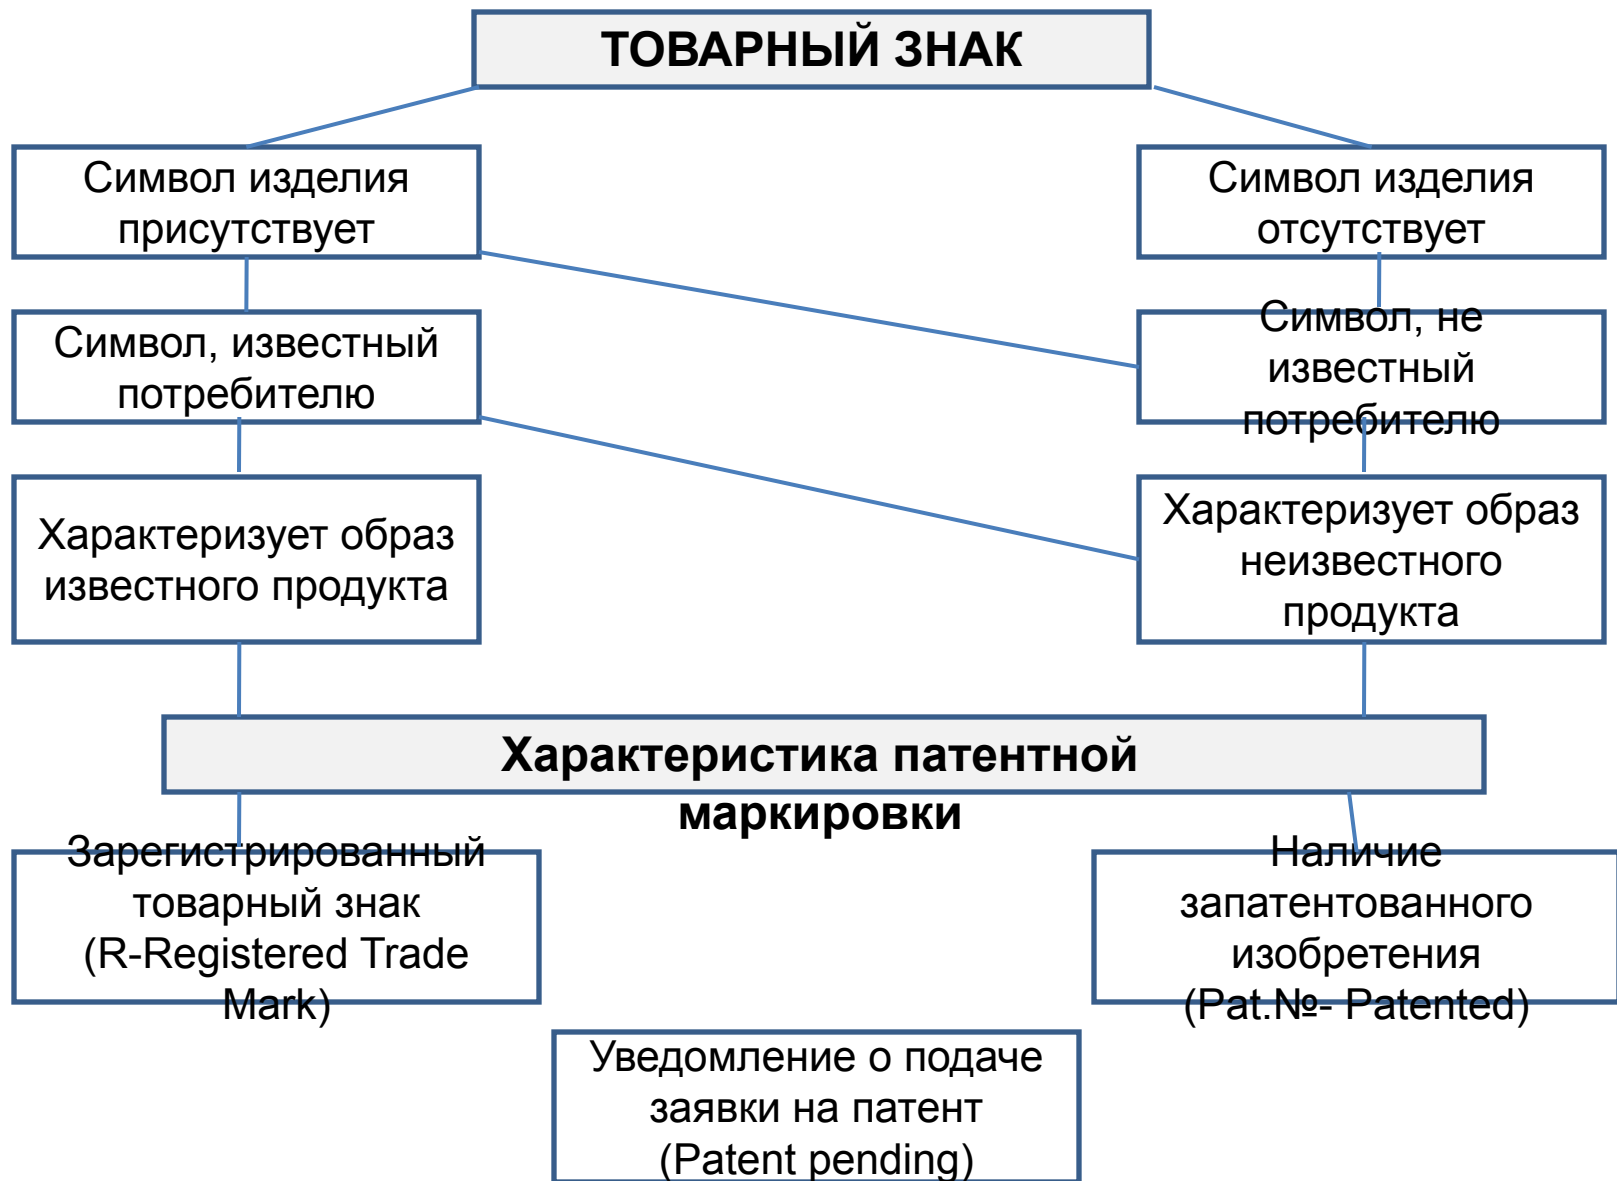 ТОВАРНЫЙ ЗНАК
Символ изделия
присутствует
Символ изделия
отсутствует
Символ, известный
потребителю
Символ, не
известный
потребителю
Характеризует образ
известного продукта
Характеризует образ
неизвестного
продукта
Характеристика патентной
маркировки
Зарегистрированный
товарный знак
(R-Registered Trade
Mark)
Наличие
запатентованного
изобретения
(Pat.№- Patented)
Уведомление о подаче
заявки на патент
(Patent pending)